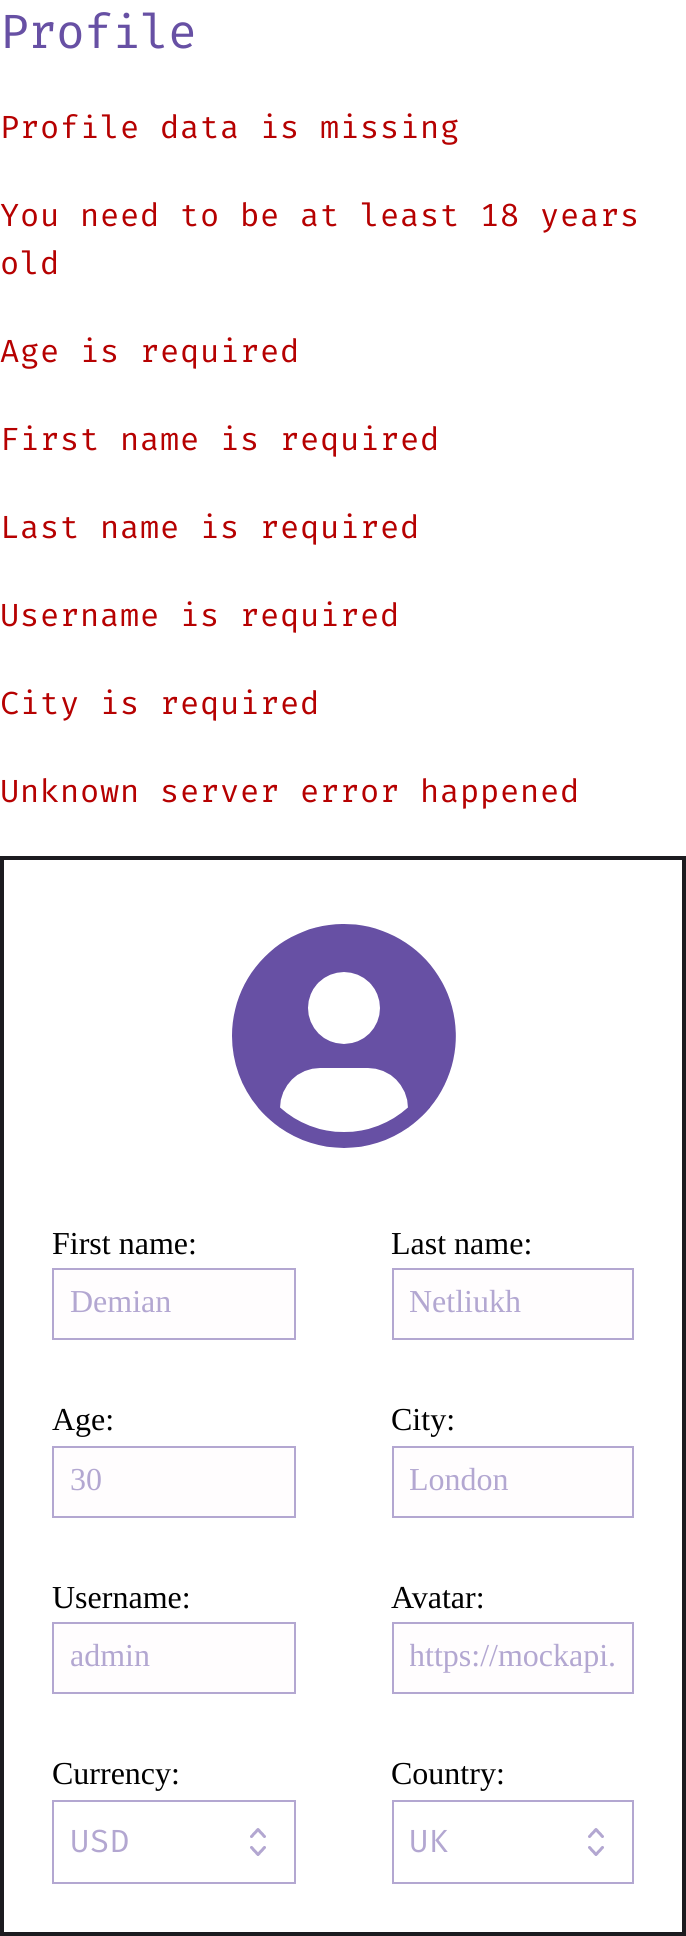 Profile
Profile data is missing
You need to be at least 18 years
old
Age is required
First name is required
Last name is required
Username is required
City is required
Unknown server error happened
First name:
Last name:
Demian
Netliukh
Age:
City:
30
London
Username:
Avatar:
admin
https://mockapi.
Currency:
Country:
USD
UK